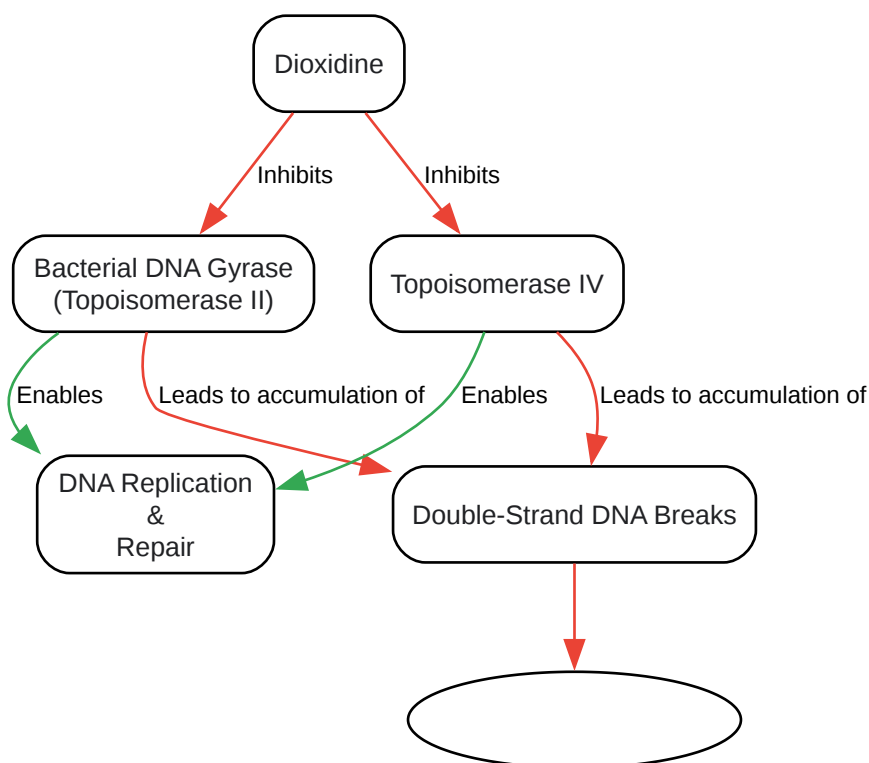 Dioxidine
Inhibits
Inhibits
Bacterial DNA Gyrase
(Topoisomerase II)
Topoisomerase IV
Enables
Leads to accumulation of
Enables
Leads to accumulation of
DNA Replication
&
Repair
Double-Strand DNA Breaks